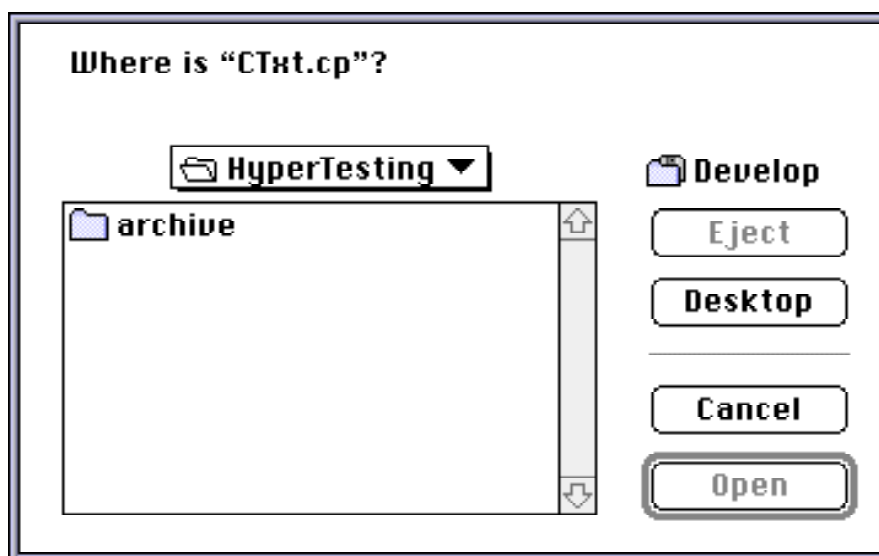 Where is “CTxt.cp”?
HyperTesting
Develop
archive
Eject
Desktop
Cancel
Open